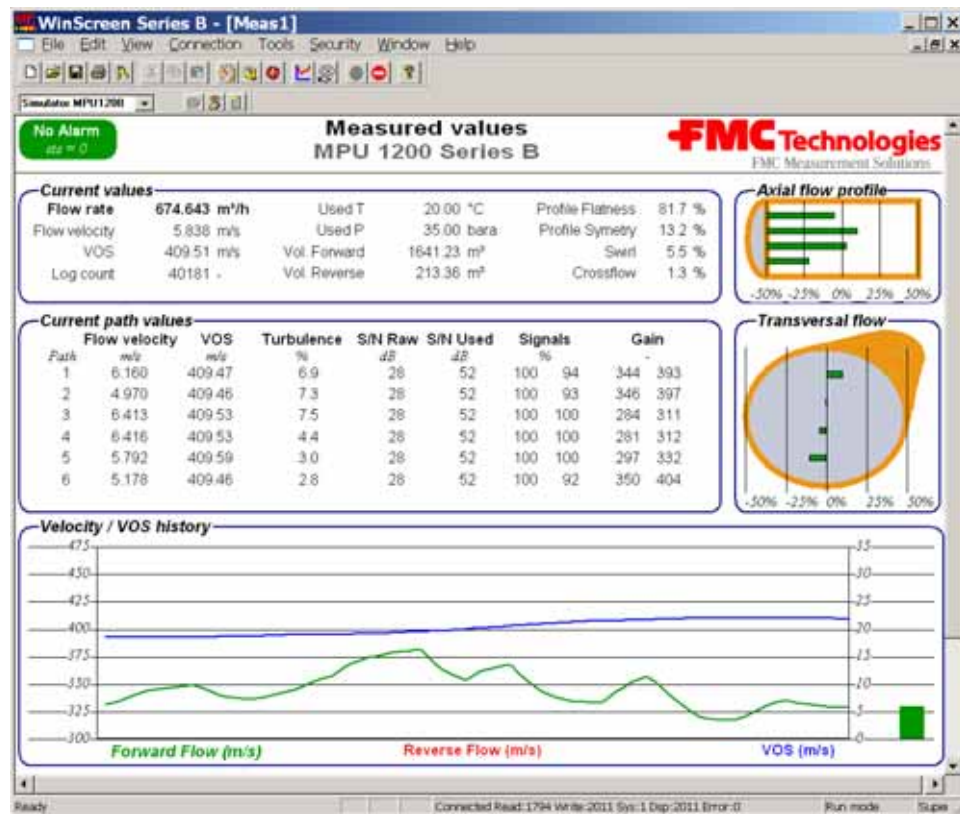 WinScreen Series B - [Meas1]
File Edit View Connection Tools Security Window Help
Simulator MPU1200
No Alarm
sts = 0
Measured values
MPU 1200 Series B
FMC Technologies
FMC Measurement Solutions
Current values
Flow rate 674.643 m³/h Used T 20.00 °C Profile Flatness 81.7 %
Flow velocity 5.838 m/s Used P 35.00 bara Profile Symetry 13.2 %
VOS 409.51 m/s Vol. Forward 1641.23 m³ Swirl 5.5 %
Log count 40181 - Vol. Reverse 213.36 m³ Crossflow 1.3 %
Axial flow profile
-50% -25% 0% 25% 50%
Current path values
Flow velocity VOS Turbulence S/N Raw S/N Used Signals Gain
Path m/s m/s % dB dB % -
1 6.160 409.47 6.9 28 52 100 94 344 393
2 4.970 409.46 7.3 28 52 100 93 346 397
3 6.413 409.53 7.5 28 52 100 100 284 311
4 6.416 409.53 4.4 28 52 100 100 281 312
5 5.792 409.59 3.0 28 52 100 100 297 332
6 5.178 409.46 2.8 28 52 100 92 350 404
Transversal flow
-50% -25% 0% 25% 50%
Velocity / VOS history
475 35
450 30
425 25
400 20
375 15
350 10
325 5
300 0
Forward Flow (m/s) Reverse Flow (m/s) VOS (m/s)
Ready Connected Read:1794 Write:2011 Sys:1 Dsp:2011 Error:0 Run mode Supe